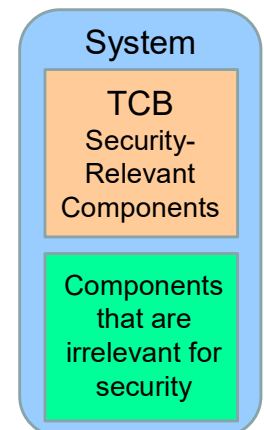 System
TCB
Security-
Relevant
Components
Components
that are
irrelevant for
security